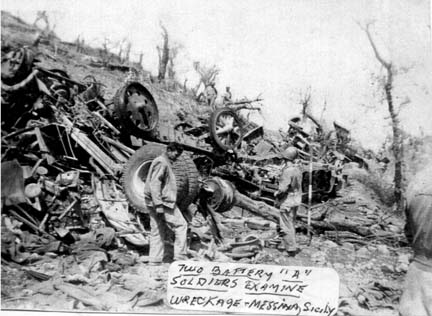 TWO BATTERY "A"
SOLDIERS EXAMINE
WRECKAGE - MESSINA, Sicily